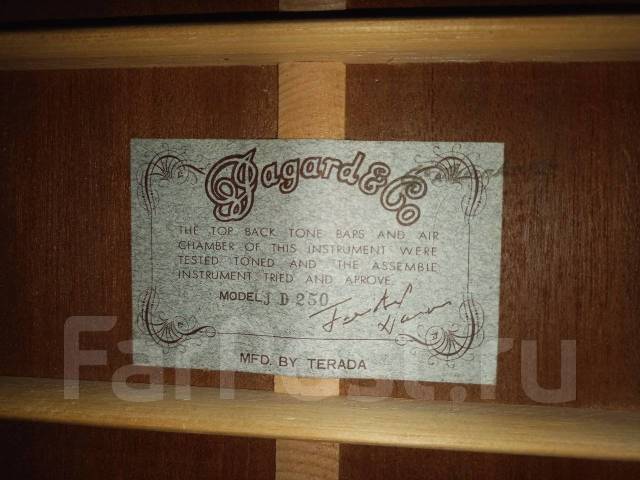 Jagard & Co
THE TOP BACK TONE BARS AND AIR
CHAMBER OF THIS INSTRUMENT WERE
TESTED TONED AND THE ASSEMBLE
INSTRUMENT TRIED AND APROVE
MODEL J D 250
MFD. BY TERADA
FarPost.ru